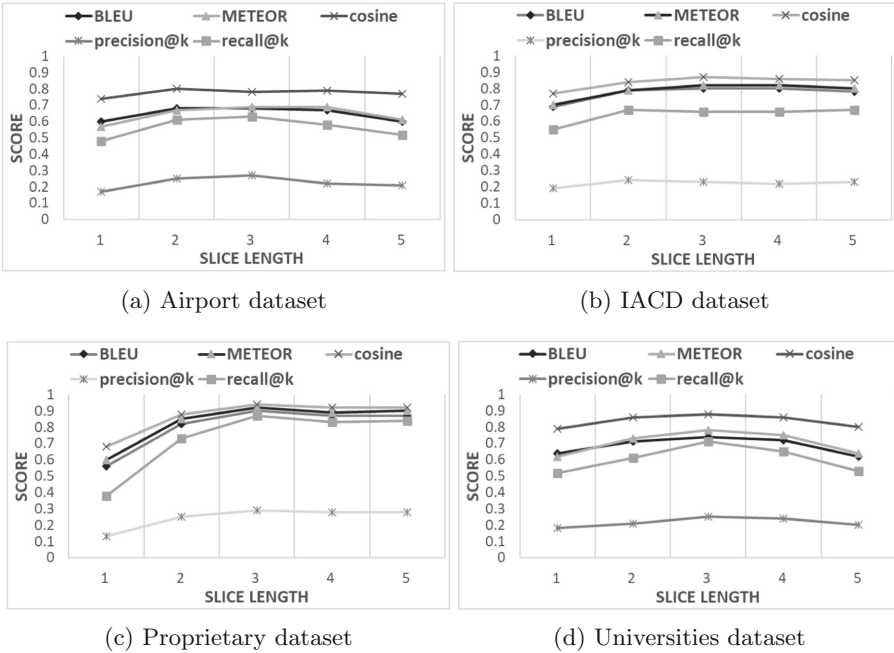 BLEU METEOR cosine
precision@k recall@k
1
0.9
0.8
0.7
0.6
0.5
0.4
0.3
0.2
0.1
0
SCORE
1 2 3 4 5
SLICE LENGTH
(a) Airport dataset
BLEU METEOR cosine
precision@k recall@k
1
0.9
0.8
0.7
0.6
0.5
0.4
0.3
0.2
0.1
0
SCORE
1 2 3 4 5
SLICE LENGTH
(b) IACD dataset
BLEU METEOR cosine
precision@k recall@k
1
0.9
0.8
0.7
0.6
0.5
0.4
0.3
0.2
0.1
0
SCORE
1 2 3 4 5
SLICE LENGTH
(c) Proprietary dataset
BLEU METEOR cosine
precision@k recall@k
1
0.9
0.8
0.7
0.6
0.5
0.4
0.3
0.2
0.1
0
SCORE
1 2 3 4 5
SLICE LENGTH
(d) Universities dataset